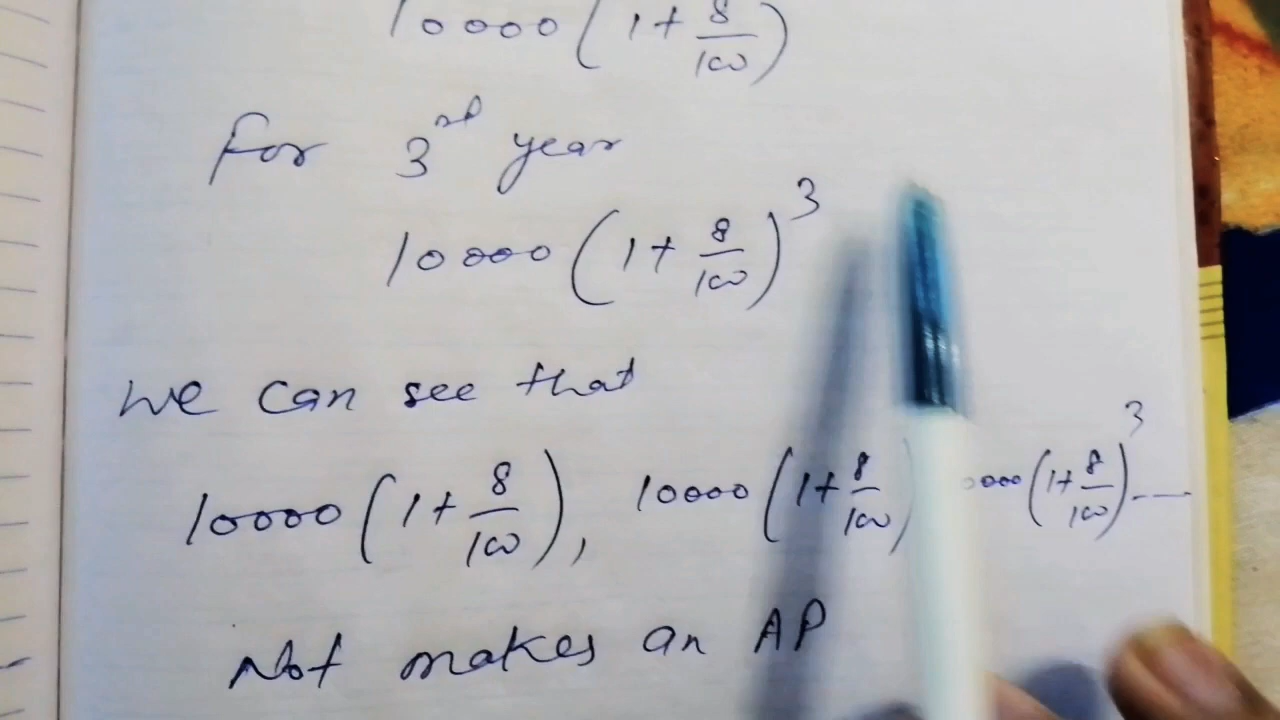 10000(1+8/100)
For 3rd year
10000(1+8/100)^3
We can see that
10000(1+8/100), 10000(1+8/100) 000(1+8/100)^3 ----
Not makes an AP